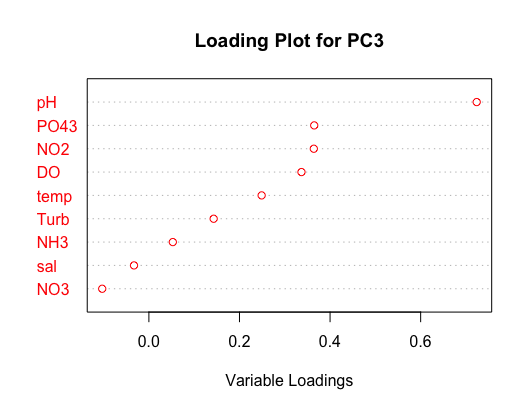 Loading Plot for PC3
pH
PO43
NO2
DO
temp
Turb
NH3
sal
NO3
0.0 0.2 0.4 0.6
Variable Loadings